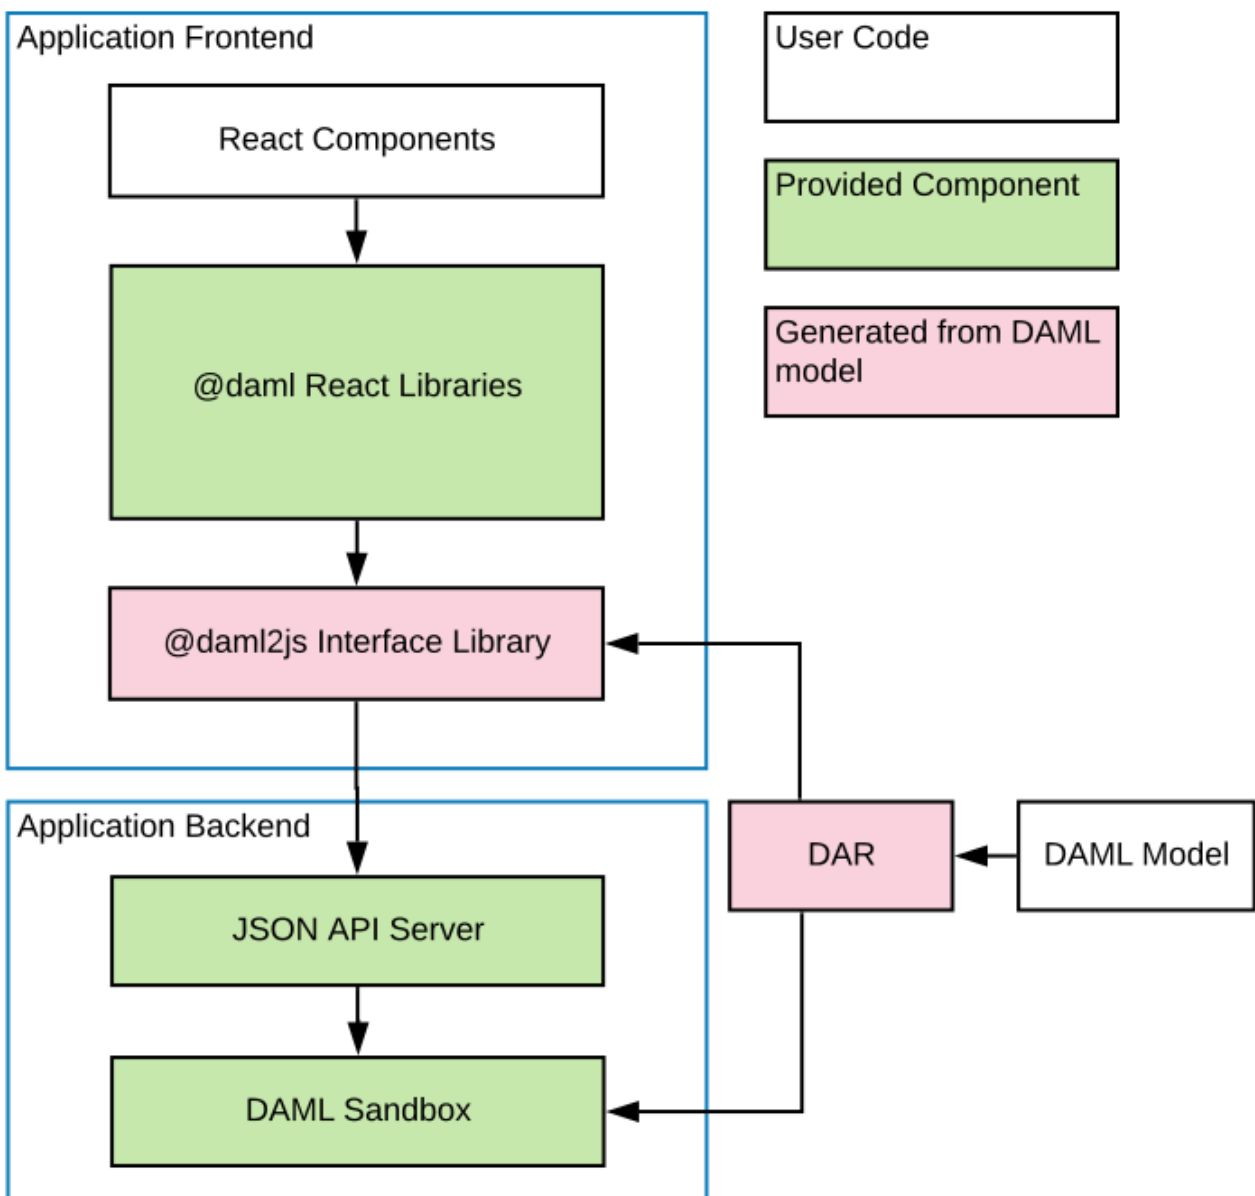 Application Frontend
React Components
@daml React Libraries
@daml2js Interface Library
User Code
Provided Component
Generated from DAML
model
Application Backend
JSON API Server
DAML Sandbox
DAR
DAML Model